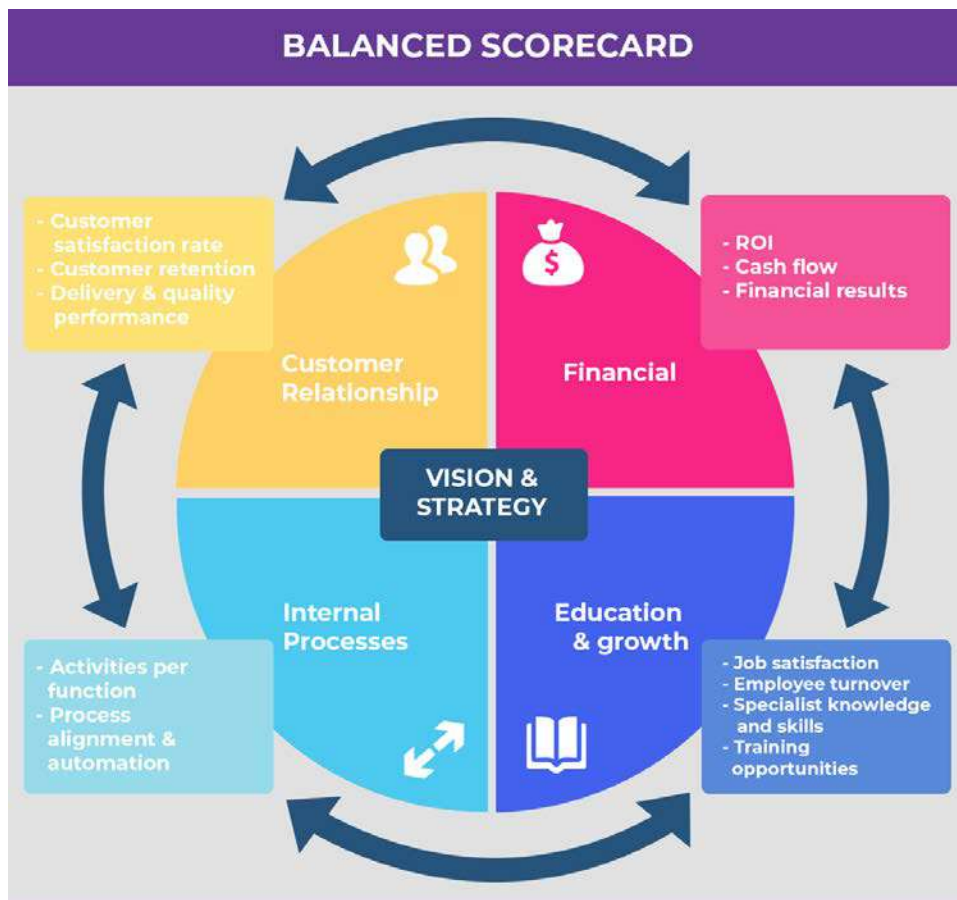 BALANCED SCORECARD
- Customer
satisfaction rate
- Customer retention
- Delivery & quality
performance
- ROI
- Cash flow
- Financial results
$
Customer
Relationship
Financial
VISION &
STRATEGY
Internal
Processes
Education
& growth
- Activities per
function
- Process
alignment &
automation
- Job satisfaction
- Employee turnover
- Specialist knowledge
and skills
- Training
opportunities